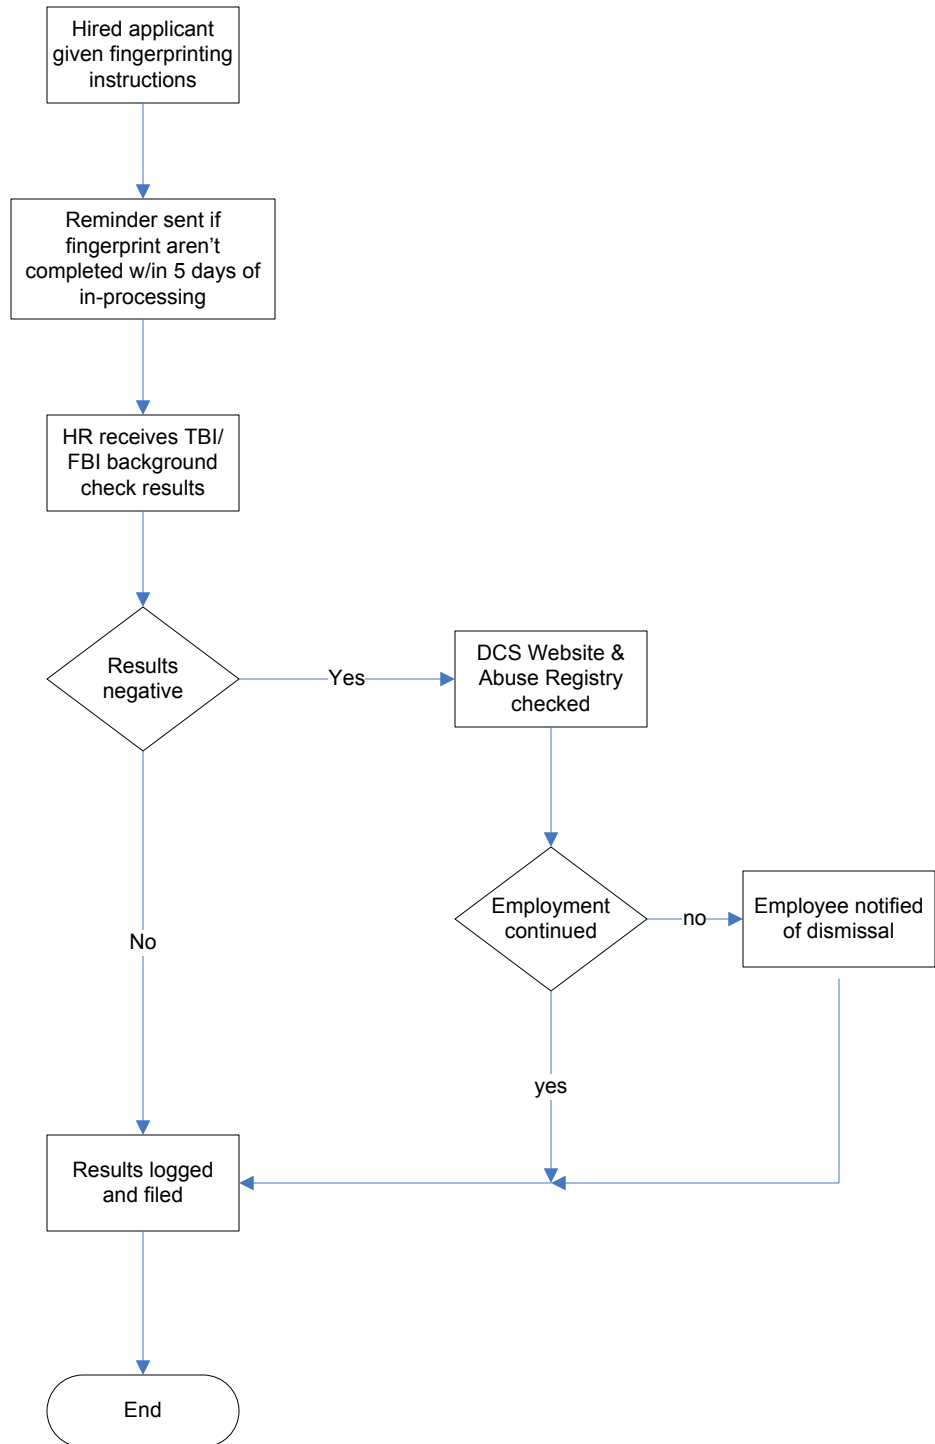 Hired applicant
given fingerprinting
instructions
Reminder sent if
fingerprint aren’t
completed w/in 5 days of
in-processing
HR receives TBI/
FBI background
check results
Results
negative
Yes
DCS Website &
Abuse Registry
checked
Employment
continued
no
Employee notified
of dismissal
No
yes
Results logged
and filed
End